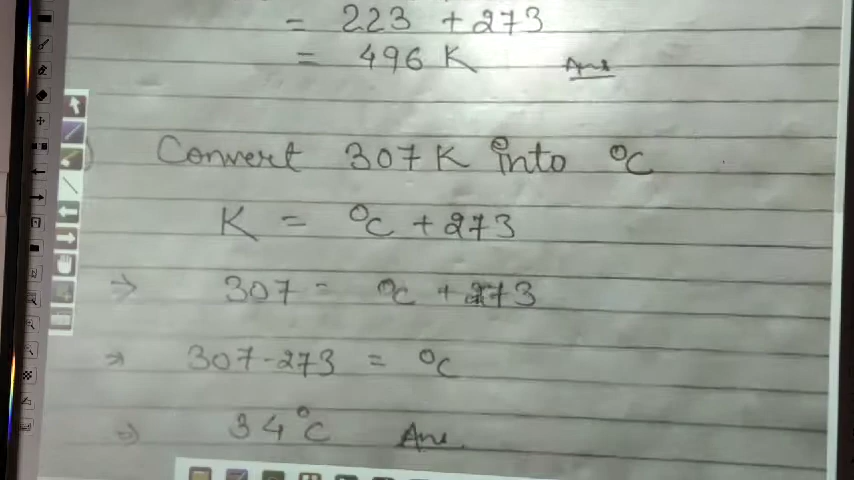 = 223 + 273
= 496 K Ans
) Convert 307 K into °C
K = °C + 273
⇒ 307 = °C + 273
⇒ 307 - 273 = °C
⇒ 34°C Ans.